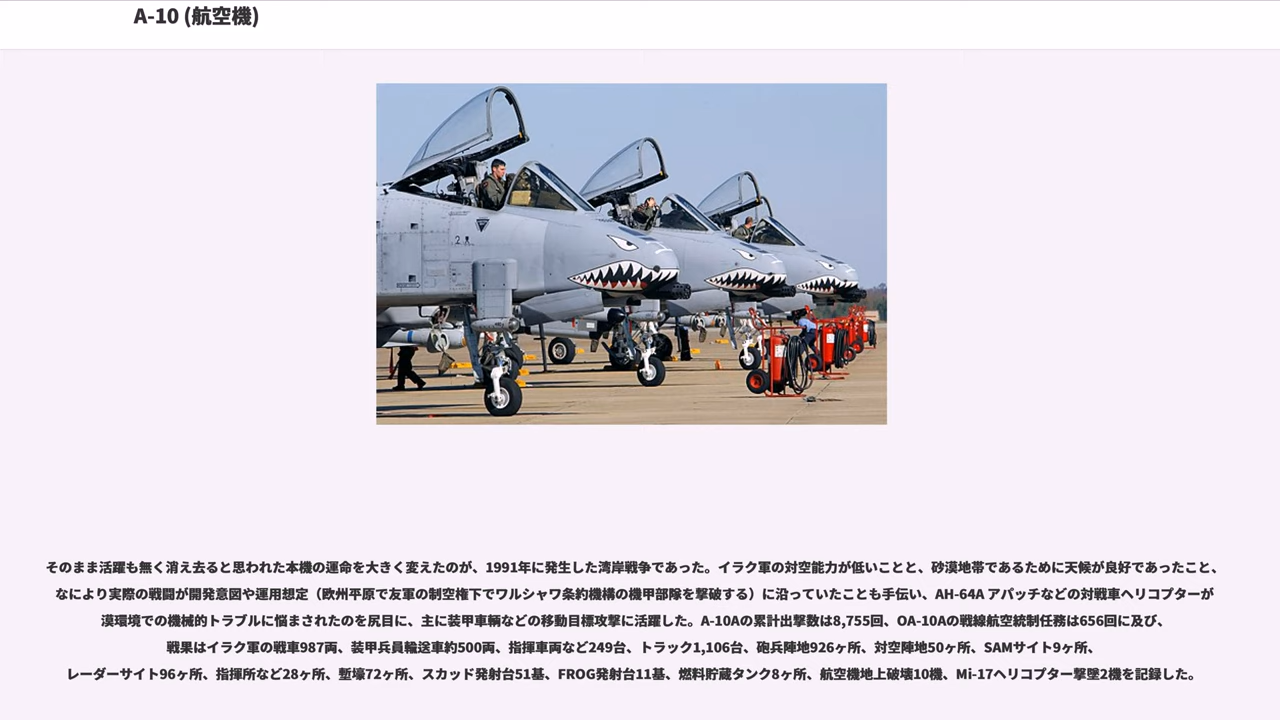 A-10 (航空機)
そのまま活躍も無く消え去ると思われた本機の運命を大きく変えたのが、1991年に発生した湾岸戦争であった。イラク軍の対空能力が低いことと、砂漠地帯であるために天候が良好であったこと、
なにより実際の戦闘が開発意図や運用想定（欧州平原で友軍の制空権下でワルシャワ条約機構の機甲部隊を撃破する）に沿っていたことも手伝い、AH-64A アパッチなどの対戦車ヘリコプターが
漠環境での機械的トラブルに悩まされたのを尻目に、主に装甲車輌などの移動目標攻撃に活躍した。A-10Aの累計出撃数は8,755回、OA-10Aの戦線航空統制任務は656回に及び、
戦果はイラク軍の戦車987両、装甲兵員輸送車約500両、指揮車両など249台、トラック1,106台、砲兵陣地926ヶ所、対空陣地50ヶ所、SAMサイト9ヶ所、
レーダーサイト96ヶ所、指揮所など28ヶ所、塹壕72ヶ所、スカッド発射台51基、FROG発射台11基、燃料貯蔵タンク8ヶ所、航空機地上破壊10機、Mi-17ヘリコプター撃墜2機を記録した。